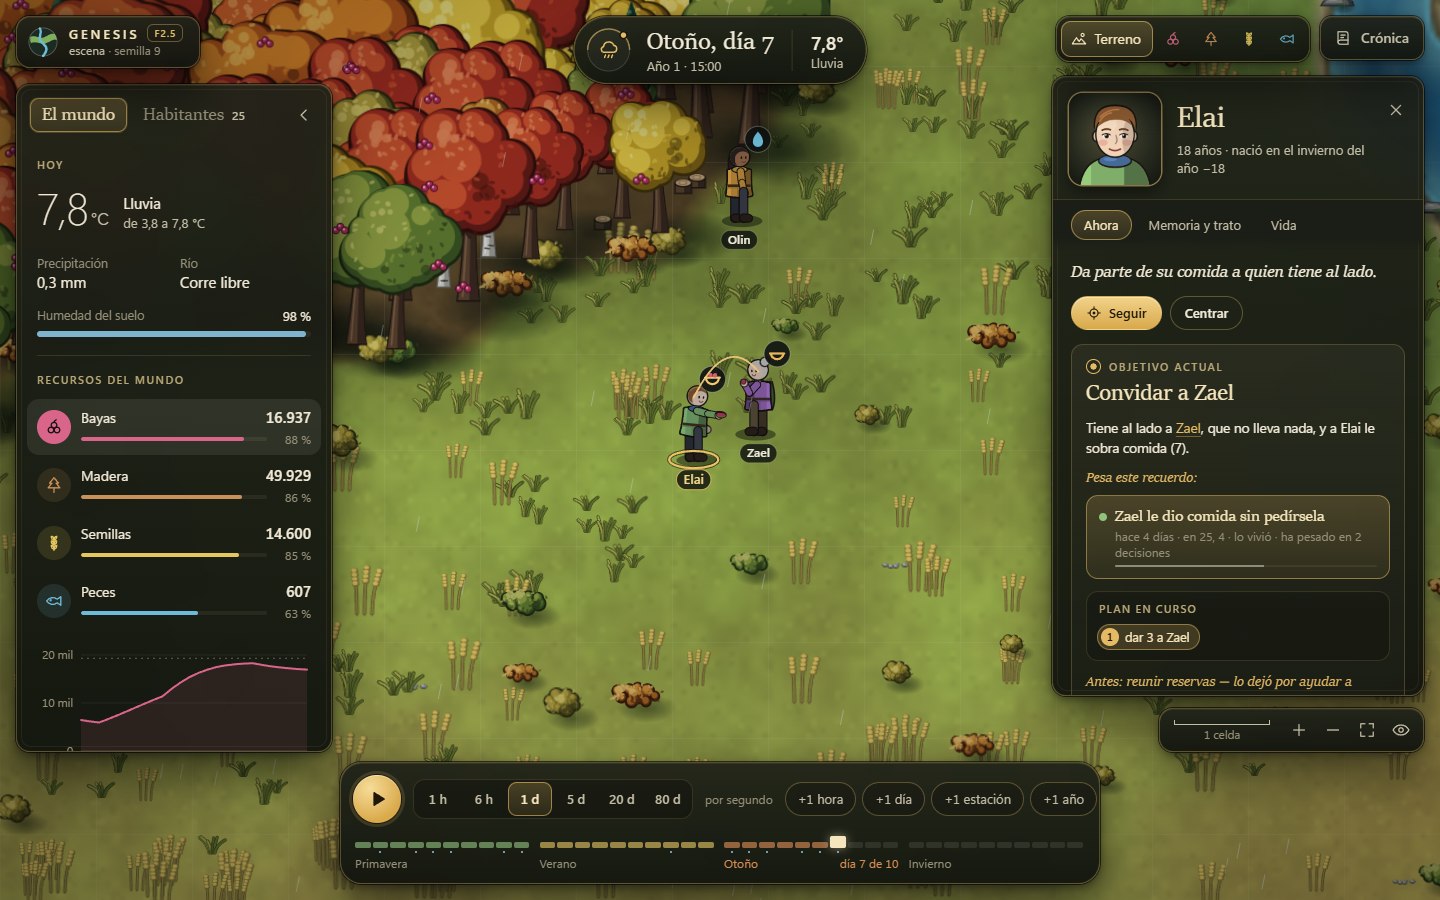 GENESIS F2.5
escena · semilla 9
Otoño, día 7
Año 1 · 15:00
7,8°
Lluvia
Terreno
Crónica
El mundo
Habitantes 25
HOY
7,8 °C
Lluvia
de 3,8 a 7,8 °C
Precipitación
0,3 mm
Río
Corre libre
Humedad del suelo 98 %
RECURSOS DEL MUNDO
Bayas 16.937
88 %
Madera 49.929
86 %
Semillas 14.600
85 %
Peces 607
63 %
20 mil
10 mil
0
Olin
Zael
Elai
Elai
18 años · nació en el invierno del
año −18
Ahora
Memoria y trato
Vida
Da parte de su comida a quien tiene al lado.
Seguir
Centrar
OBJETIVO ACTUAL
Convidar a Zael
Tiene al lado a Zael, que no lleva nada, y a Elai le
sobra comida (7).
Pesa este recuerdo:
Zael le dio comida sin pedírsela
hace 4 días · en 25, 4 · lo vivió · ha pesado en 2
decisiones
PLAN EN CURSO
1 dar 3 a Zael
Antes: reunir reservas — lo dejó por ayudar a
1 celda
1 h
6 h
1 d
5 d
20 d
80 d
por segundo
+1 hora
+1 día
+1 estación
+1 año
Primavera
Verano
Otoño
día 7 de 10
Invierno